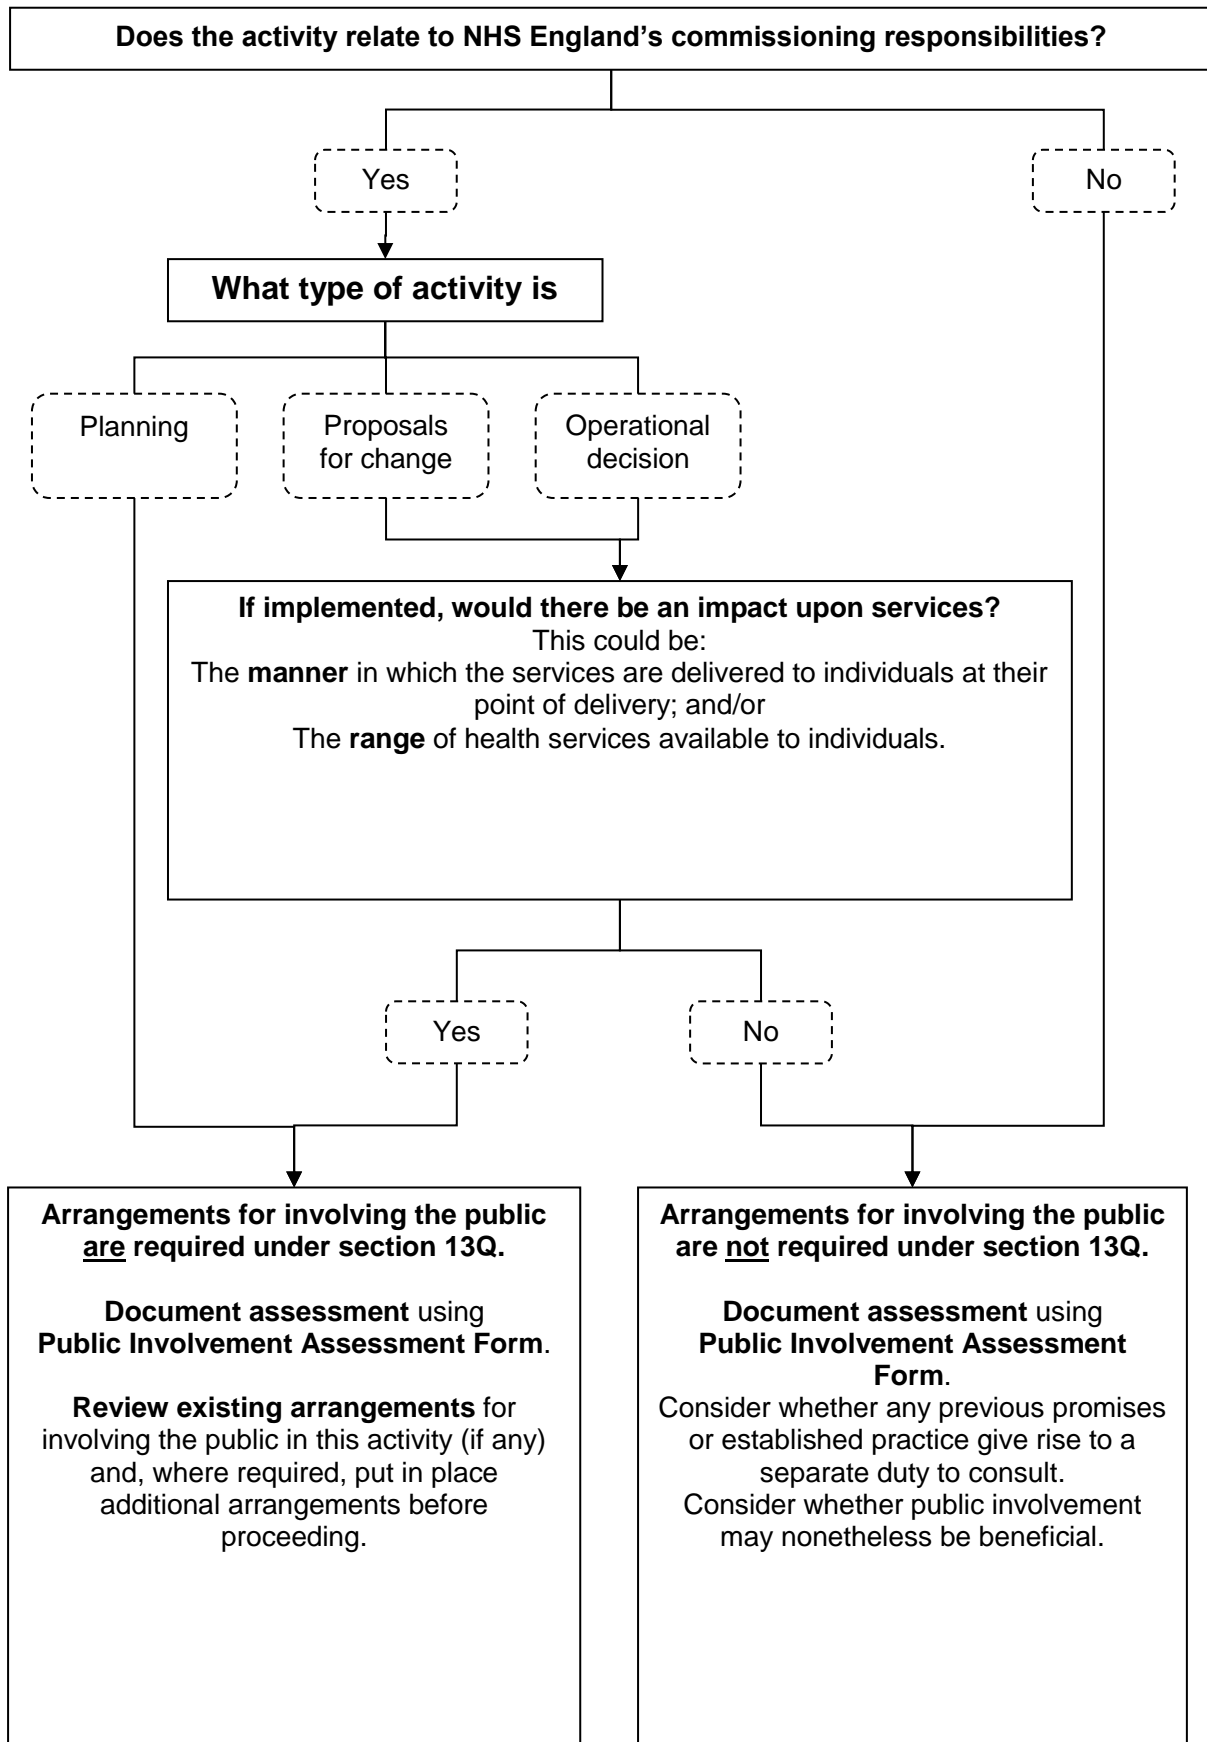 Does the activity relate to NHS England’s commissioning responsibilities?
Yes
No
What type of activity is
Planning
Proposals
for change
Operational
decision
If implemented, would there be an impact upon services?
This could be:
The manner in which the services are delivered to individuals at their
point of delivery; and/or
The range of health services available to individuals.
Yes
No
Arrangements for involving the public
are required under section 13Q.
Document assessment using
Public Involvement Assessment Form.
Review existing arrangements for
involving the public in this activity (if any)
and, where required, put in place
additional arrangements before
proceeding.
Arrangements for involving the public
are not required under section 13Q.
Document assessment using
Public Involvement Assessment
Form.
Consider whether any previous promises
or established practice give rise to a
separate duty to consult.
Consider whether public involvement
may nonetheless be beneficial.